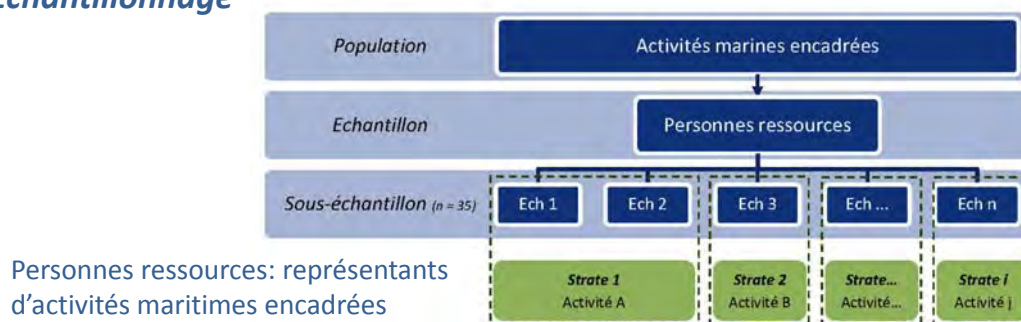 Echantillonnage
Population
Activités marines encadrées
Echantillon
Personnes ressources
Sous-échantillon (n = 35)
Ech 1
Ech 2
Ech 3
Ech ...
Ech n
Strate 1
Activité A
Strate 2
Activité B
Strate...
Activité...
Strate i
Activité j
Personnes ressources: représentants
d'activités maritimes encadrées